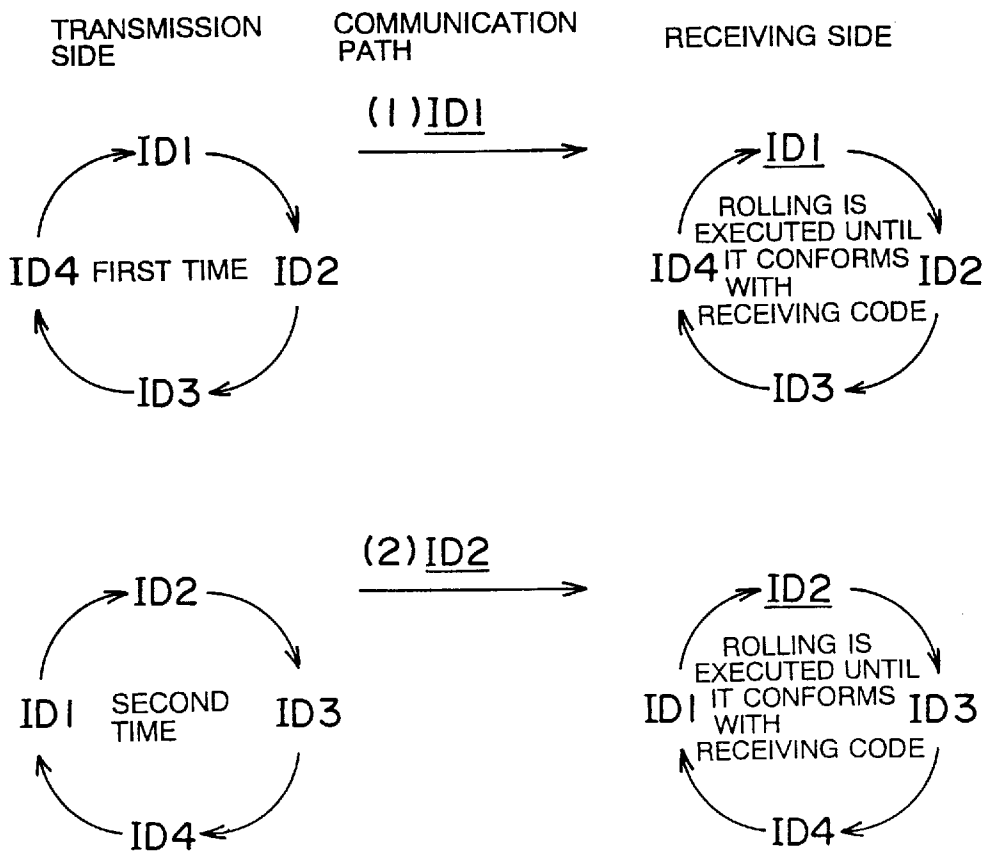 TRANSMISSION
SIDE
COMMUNICATION
PATH
RECEIVING SIDE
(1) ID1
ID1
ID4 FIRST TIME ID2
ID3
ID1
ROLLING IS
EXECUTED UNTIL
ID4 IT CONFORMS ID2
WITH
RECEIVING CODE
ID3
(2) ID2
ID2
ID1 SECOND ID3
TIME
ID4
ID2
ROLLING IS
EXECUTED UNTIL
ID1 IT CONFORMS ID3
WITH
RECEIVING CODE
ID4